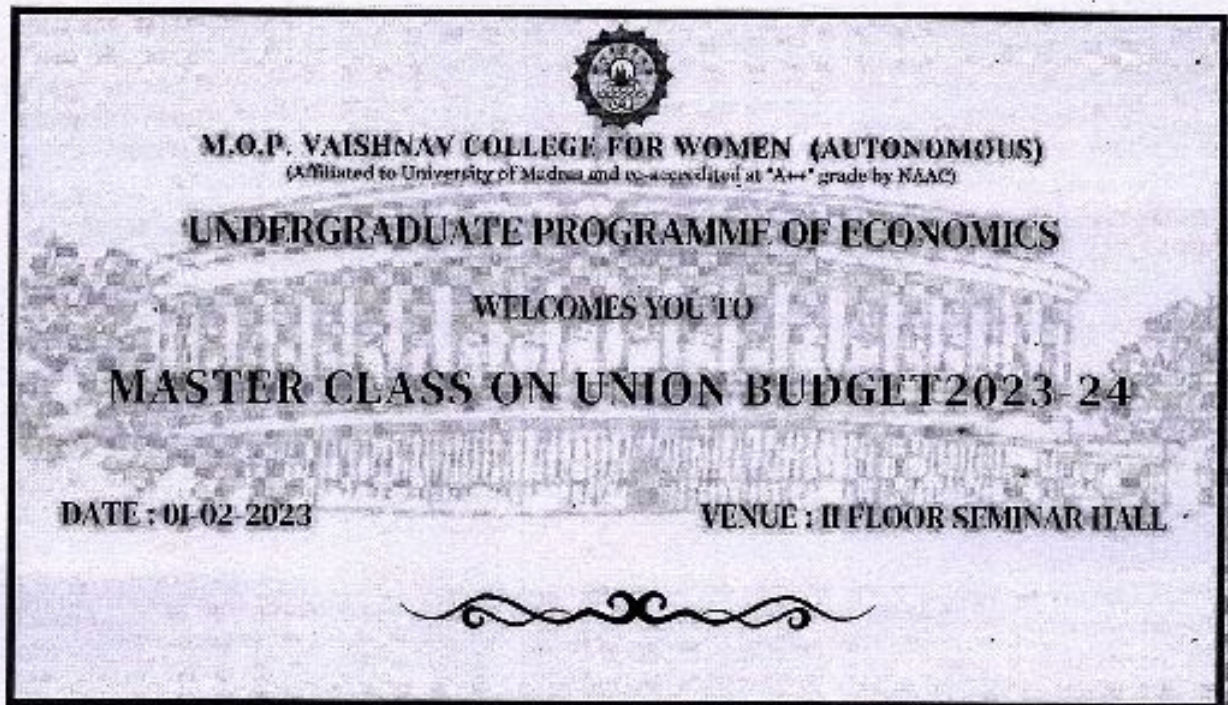 M.O.P. VAISHNAV COLLEGE FOR WOMEN (AUTONOMOUS)
(Affiliated to University of Madras and re-accredited at "A++" grade by NAAC)
UNDERGRADUATE PROGRAMME OF ECONOMICS
WELCOMES YOU TO
MASTER CLASS ON UNION BUDGET2023-24
DATE : 01-02-2023 VENUE : II FLOOR SEMINAR HALL